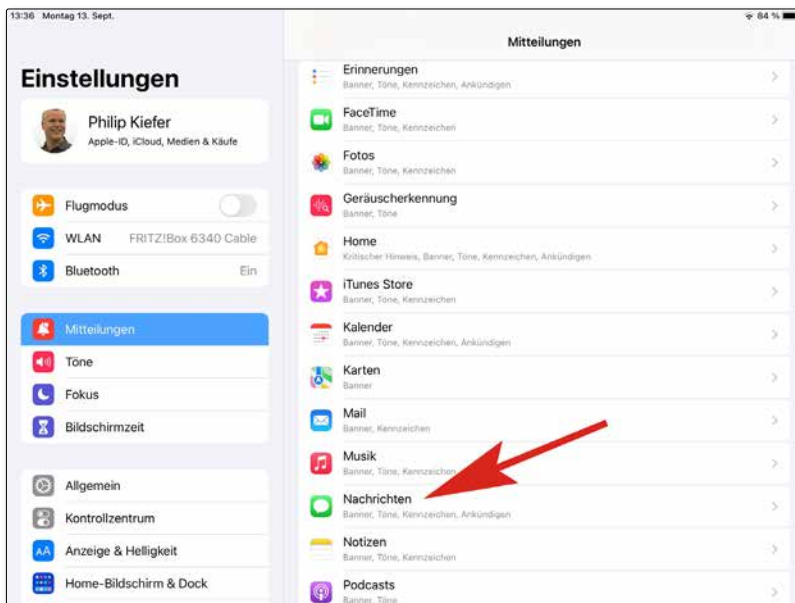 13:36 Montag 13. Sept.
84 %
Einstellungen
Philip Kiefer
Apple-ID, iCloud, Medien & Käufe
Flugmodus
WLAN FRITZ!Box 6340 Cable
Bluetooth Ein
Mitteilungen
Töne
Fokus
Bildschirmzeit
Allgemein
Kontrollzentrum
AA Anzeige & Helligkeit
Home-Bildschirm & Dock
Mitteilungen
Erinnerungen
Banner, Töne, Kennzeichen, Ankündigen
FaceTime
Banner, Töne, Kennzeichen
Fotos
Banner, Töne, Kennzeichen
Geräuscherkennung
Banner, Töne
Home
Kritischer Hinweis, Banner, Töne, Kennzeichen, Ankündigen
iTunes Store
Banner, Töne, Kennzeichen
Kalender
Banner, Töne, Kennzeichen, Ankündigen
Karten
Banner
Mail
Banner, Kennzeichen
Musik
Banner, Töne, Kennzeichen
Nachrichten
Banner, Töne, Kennzeichen, Ankündigen
Notizen
Banner, Töne, Kennzeichen
Podcasts
Banner, Töne